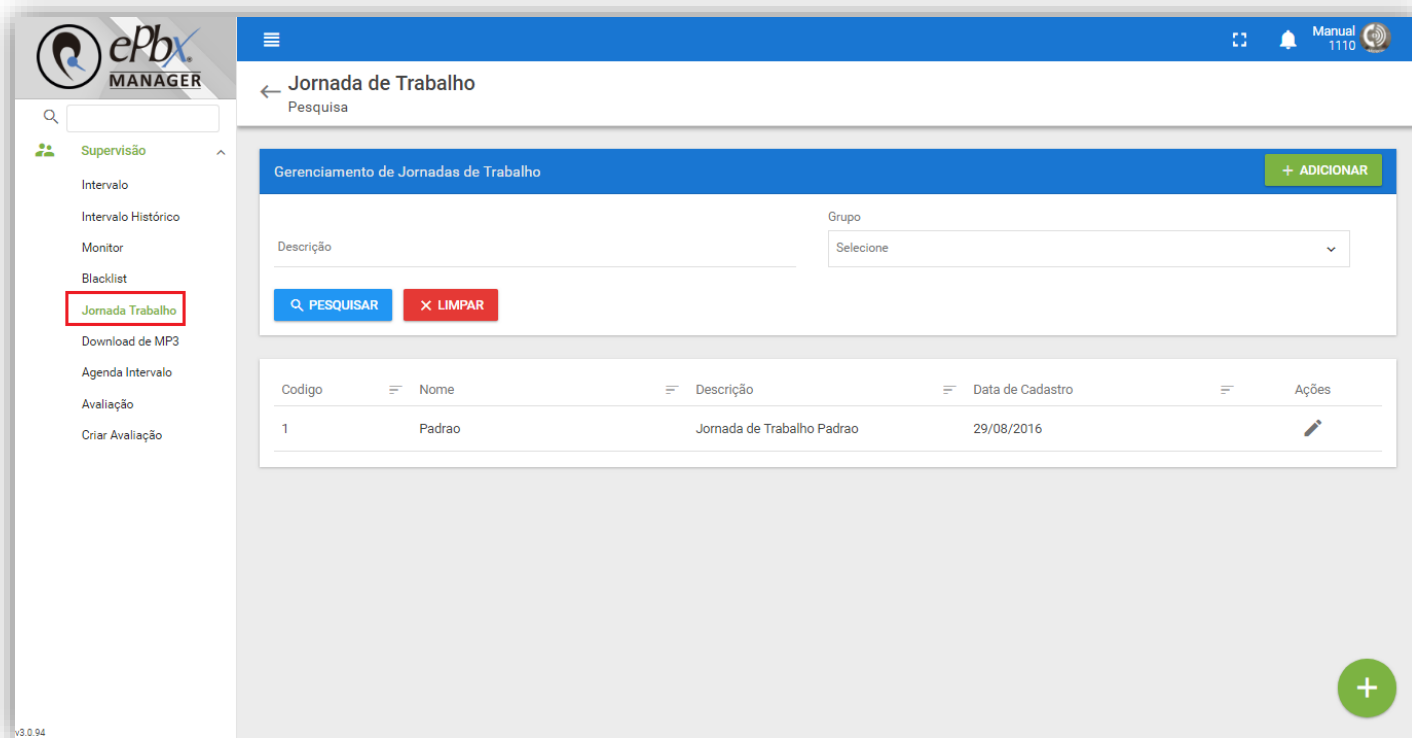 ePbx.
MANAGER
Manual
1110
Jornada de Trabalho
Pesquisa
Supervisão
Intervalo
Intervalo Histórico
Monitor
Blacklist
Jornada Trabalho
Download de MP3
Agenda Intervalo
Avaliação
Criar Avaliação
v3.0.94
Gerenciamento de Jornadas de Trabalho
+ ADICIONAR
Descrição
Grupo
Selecione
PESQUISAR
LIMPAR
Codigo Nome Descrição Data de Cadastro Ações
1 Padrao Jornada de Trabalho Padrao 29/08/2016